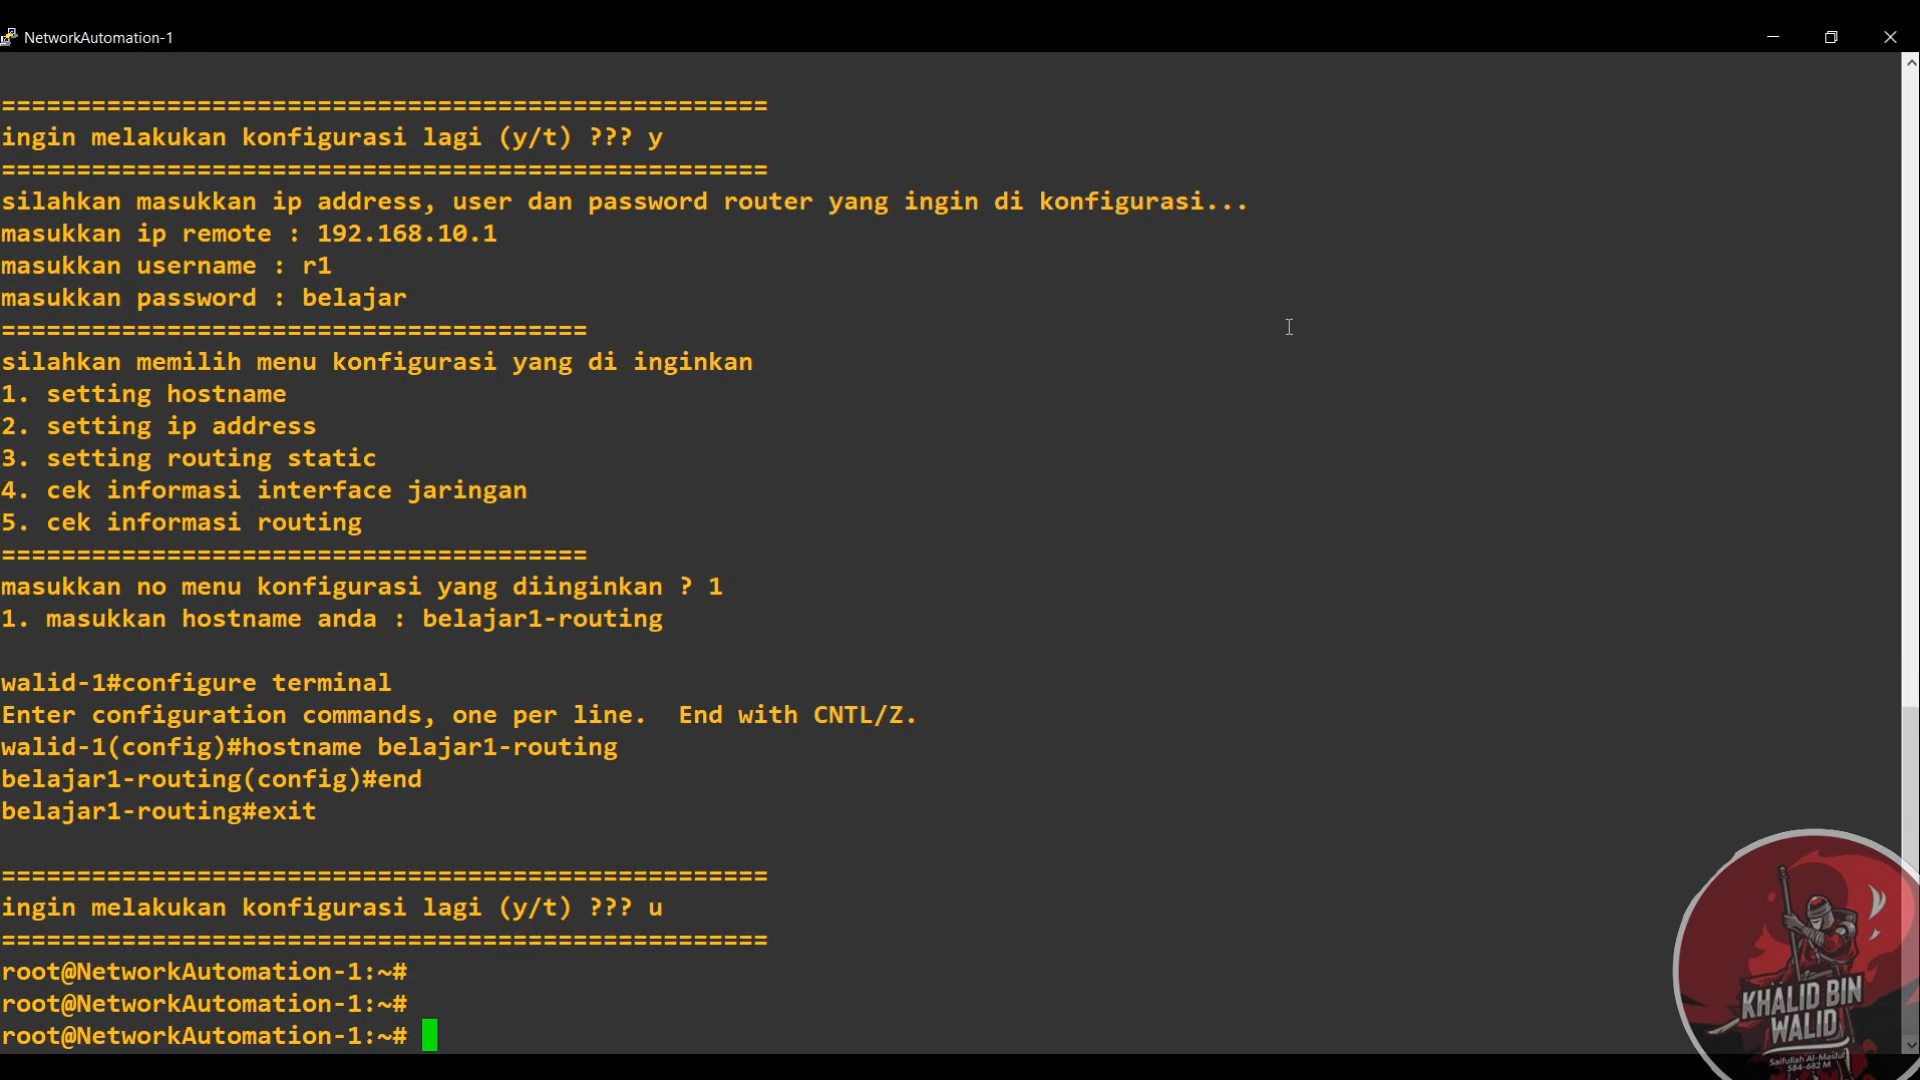 NetworkAutomation-1
===================================================
ingin melakukan konfigurasi lagi (y/t) ??? y
===================================================
silahkan masukkan ip address, user dan password router yang ingin di konfigurasi...
masukkan ip remote : 192.168.10.1
masukkan username : r1
masukkan password : belajar
=======================================
silahkan memilih menu konfigurasi yang di inginkan
1. setting hostname
2. setting ip address
3. setting routing static
4. cek informasi interface jaringan
5. cek informasi routing
=======================================
masukkan no menu konfigurasi yang diinginkan ? 1
1. masukkan hostname anda : belajar1-routing
walid-1#configure terminal
Enter configuration commands, one per line.  End with CNTL/Z.
walid-1(config)#hostname belajar1-routing
belajar1-routing(config)#end
belajar1-routing#exit
===================================================
ingin melakukan konfigurasi lagi (y/t) ??? u
===================================================
root@NetworkAutomation-1:~#
root@NetworkAutomation-1:~#
root@NetworkAutomation-1:~#
KHALID BIN
WALID
Saifullah Al-Maslul
584-682 M